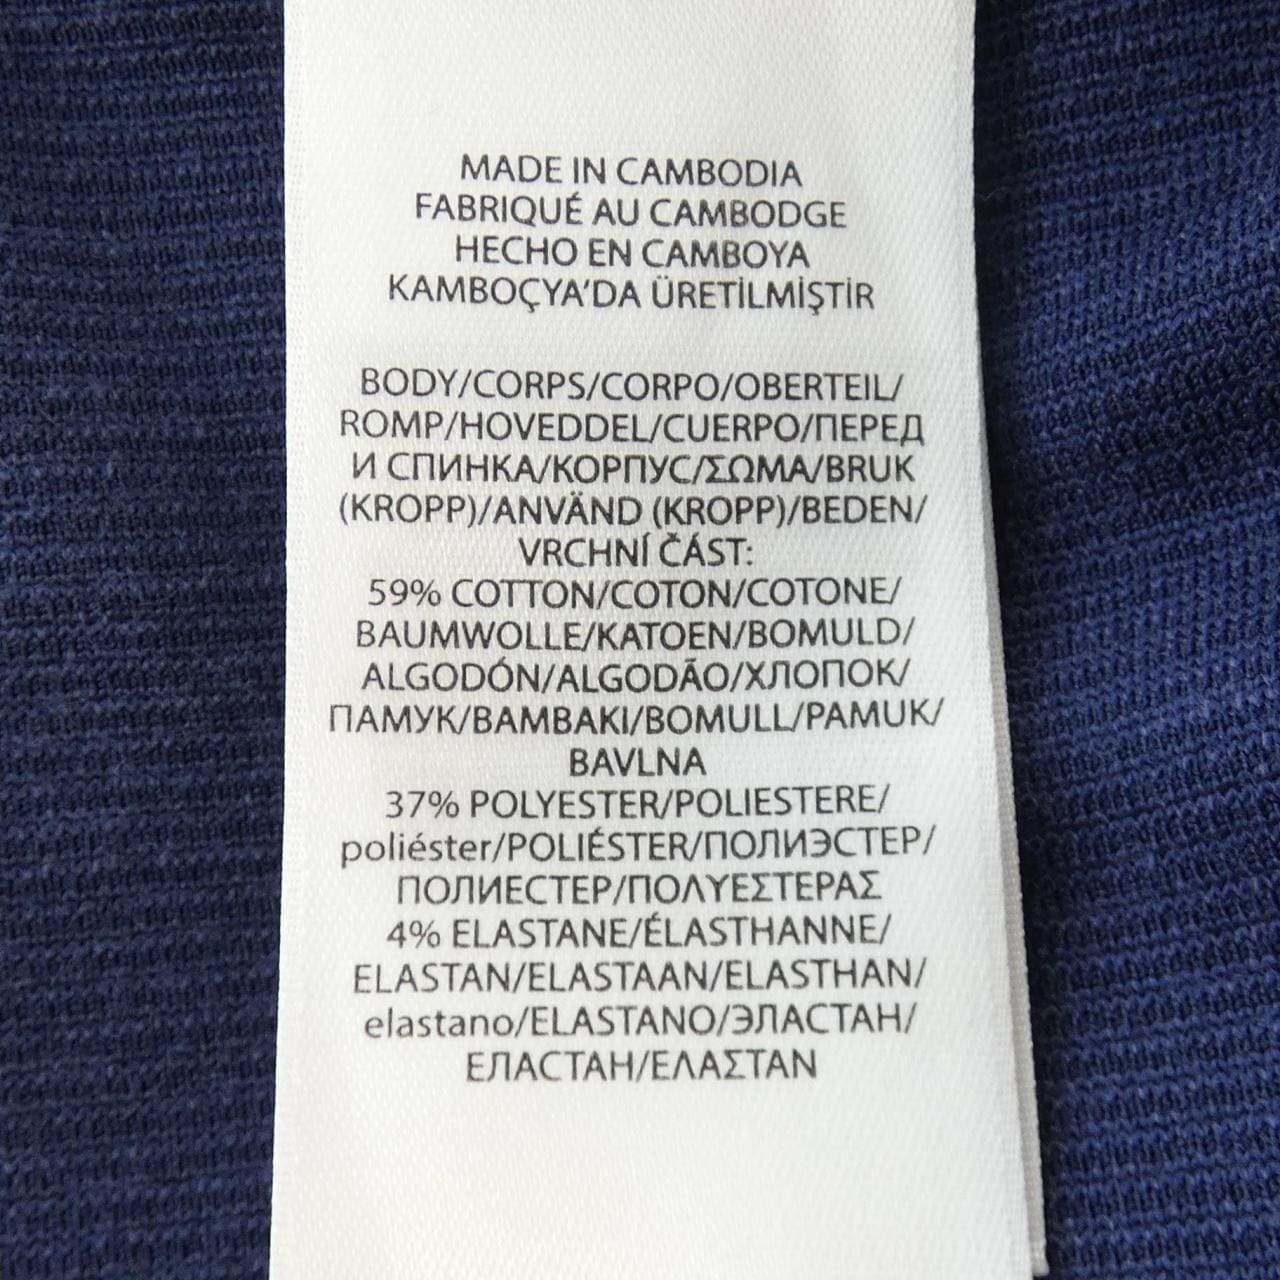 MADE IN CAMBODIA
FABRIQUÉ AU CAMBODGE
HECHO EN CAMBOYA
KAMBOÇYA'DA ÜRETİLMİŞTİR
BODY/CORPS/CORPO/OBERTEIL/
ROMP/HOVEDDEL/CUERPO/ПЕРЕД
И СПИНКА/КОРПУС/ΣΩΜΑ/BRUK
(KROPP)/ANVÄND (KROPP)/BEDEN/
VRCHNÍ ČÁST:
59% COTTON/COTON/COTONE/
BAUMWOLLE/KATOEN/BOMULD/
ALGODÓN/ALGODÃO/ХЛОПОК/
ПАМУК/BAMBAKI/BOMULL/PAMUK/
BAVLNA
37% POLYESTER/POLIESTERE/
poliéster/POLIÉSTER/ПОЛИЭСТЕР/
ПОЛИЕСТЕР/ΠΟΛΥΕΣΤΕΡΑΣ
4% ELASTANE/ÉLASTHANNE/
ELASTAN/ELASTAAN/ELASTHAN/
elastano/ELASTANO/ЭЛАСТАН/
ЕЛАСТАН/ΕΛΑΣΤΑΝ